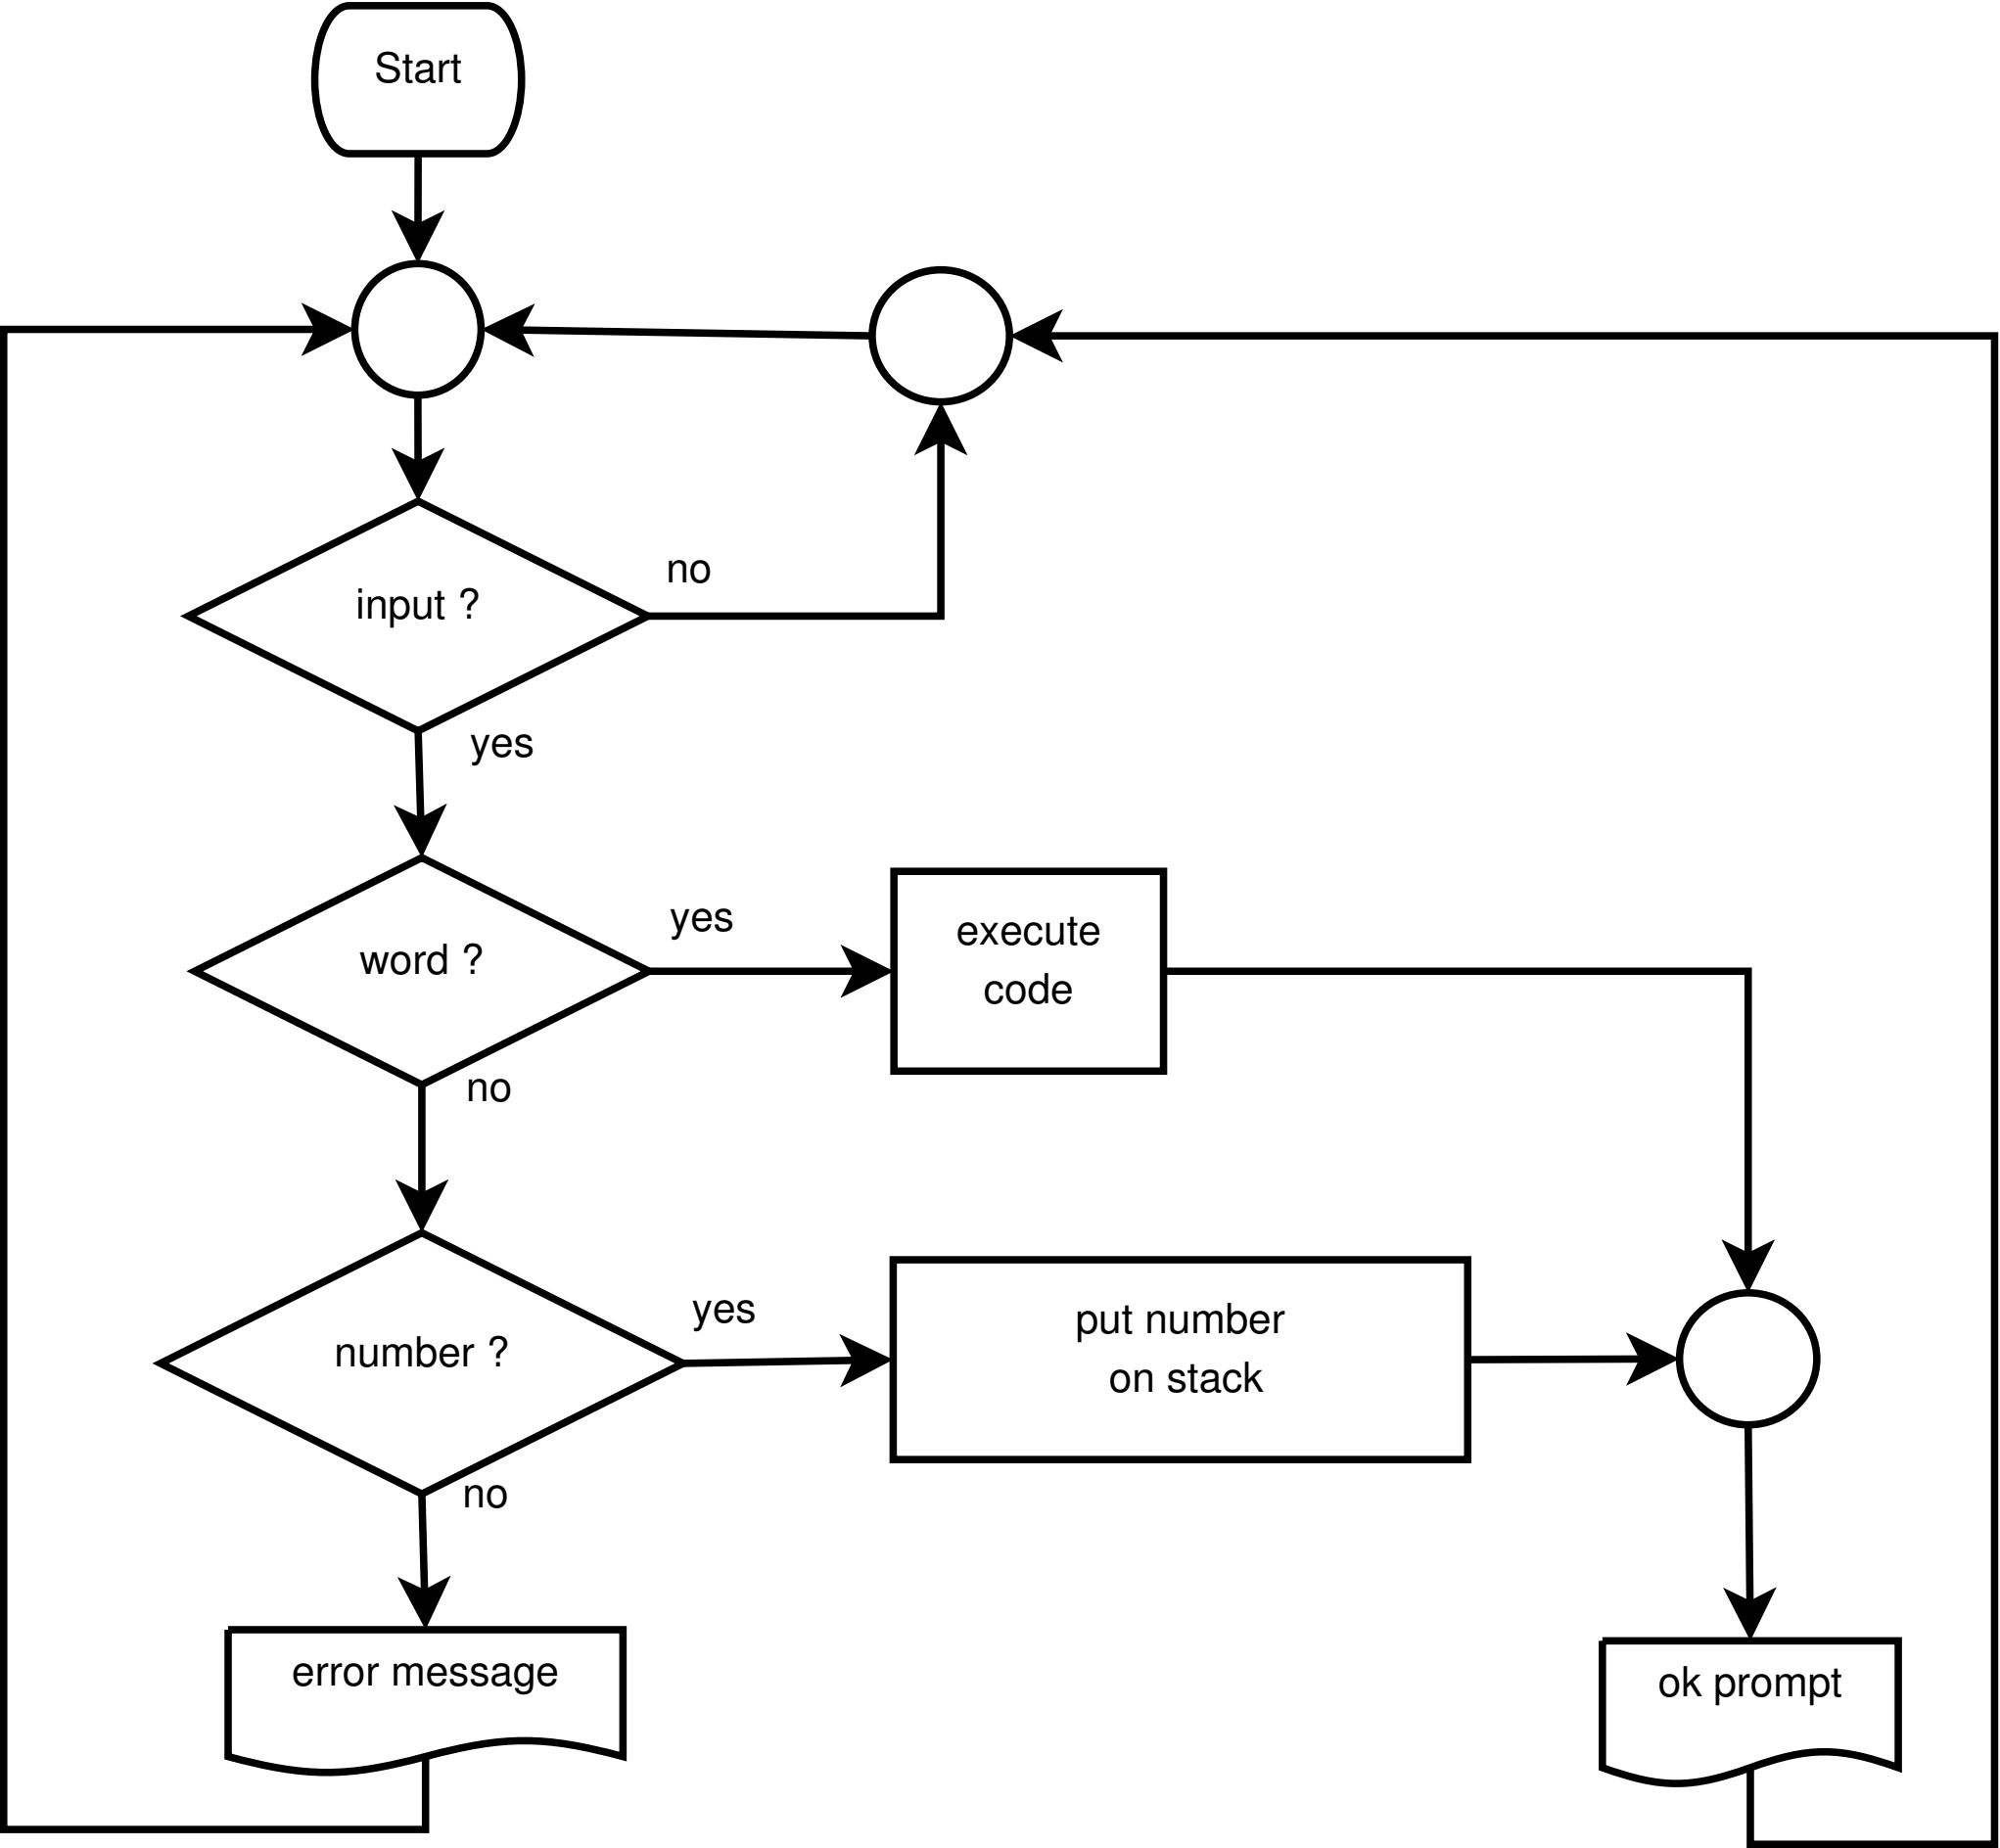 Start
no
input ?
yes
yes
execute
word ?
code
no
yes
put number
number ?
on stack
no
error message
ok prompt